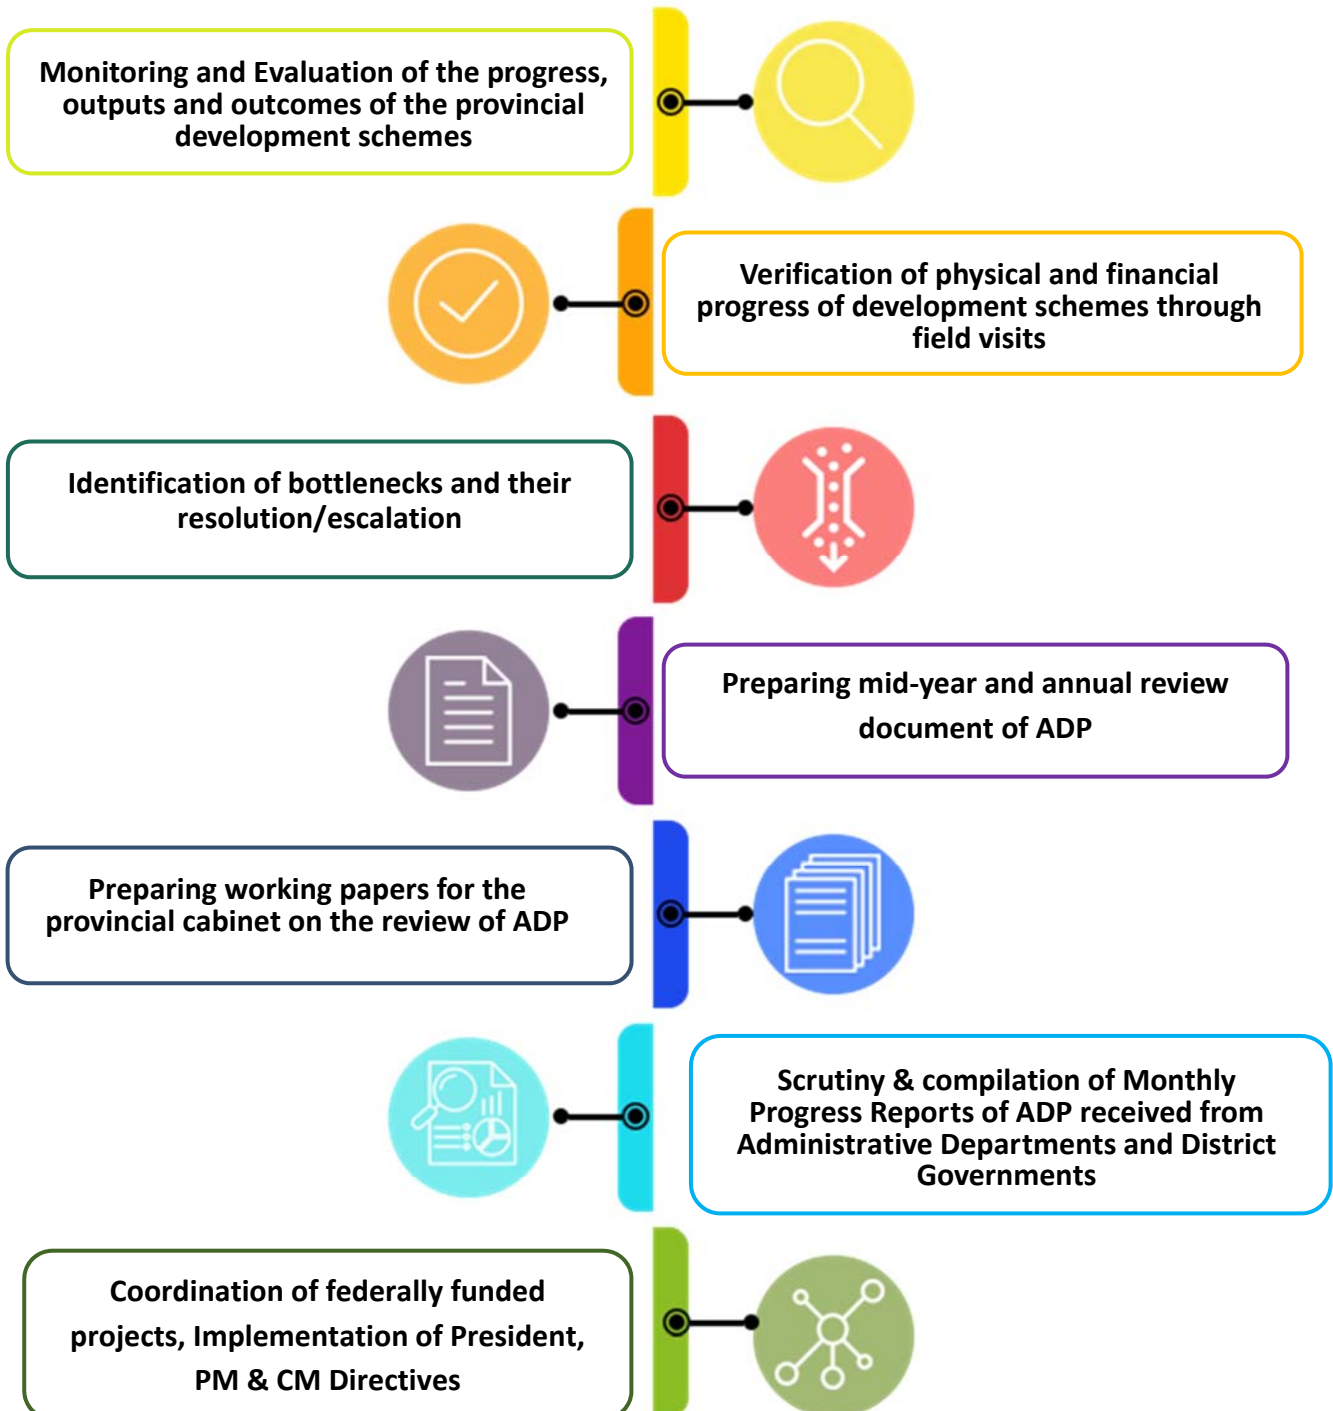 Monitoring and Evaluation of the progress,
outputs and outcomes of the provincial
development schemes
Verification of physical and financial
progress of development schemes through
field visits
Identification of bottlenecks and their
resolution/escalation
Preparing mid-year and annual review
document of ADP
Preparing working papers for the
provincial cabinet on the review of ADP
Scrutiny & compilation of Monthly
Progress Reports of ADP received from
Administrative Departments and District
Governments
Coordination of federally funded
projects, Implementation of President,
PM & CM Directives